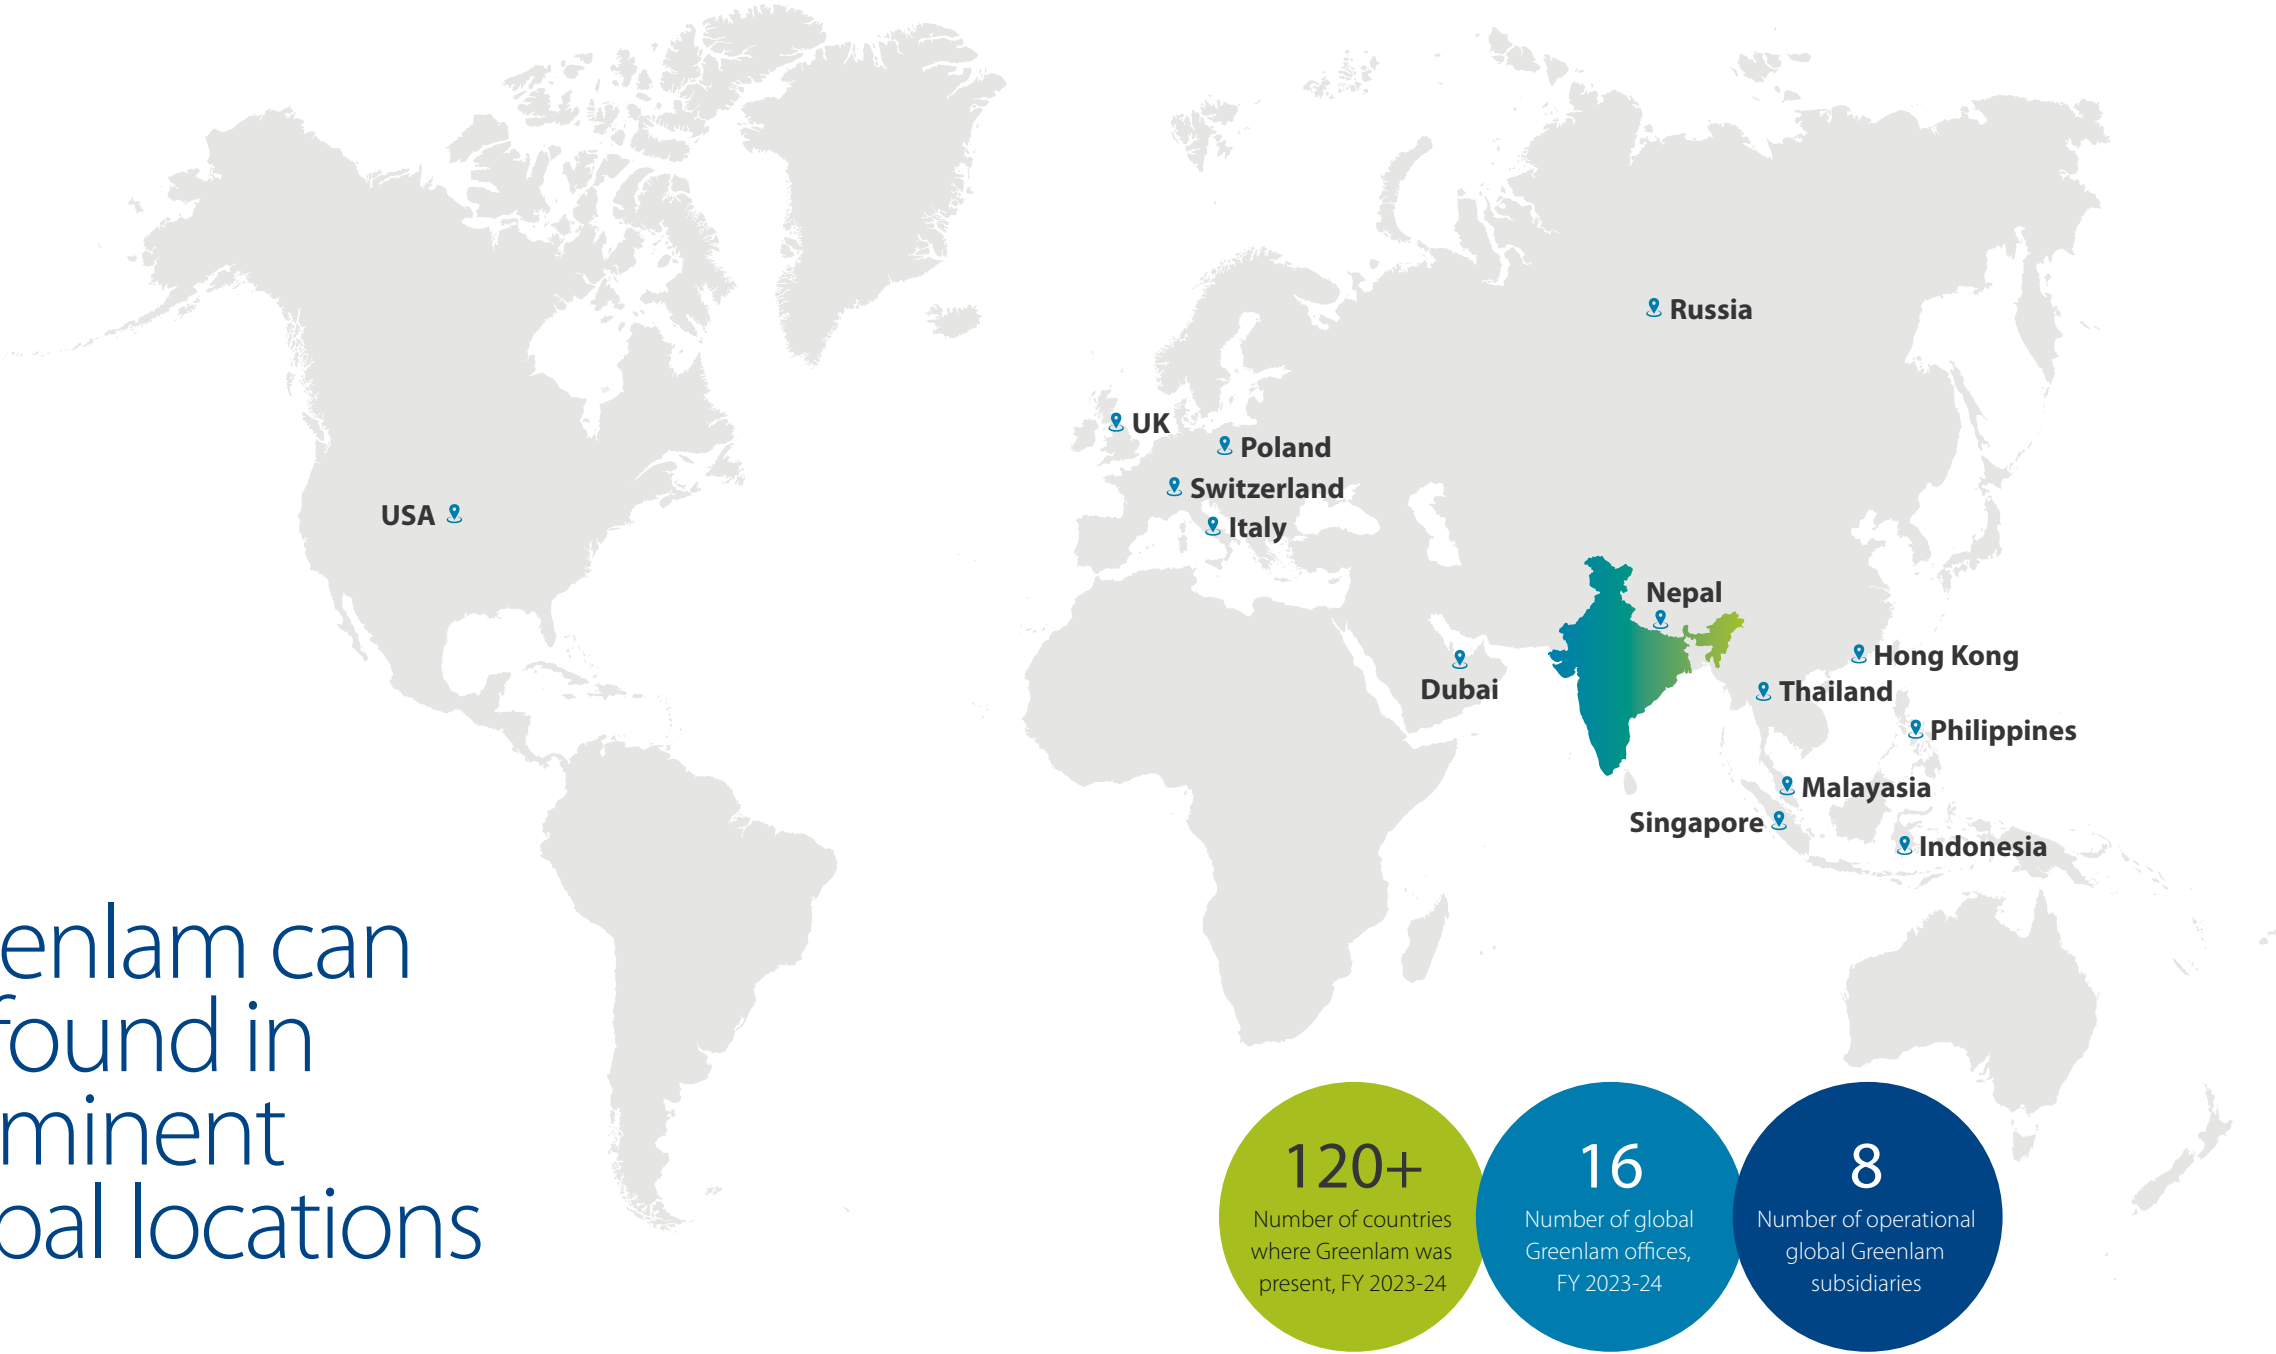 Russia
UK
Poland
Switzerland
USA
Italy
Nepal
Hong Kong
Dubai
Thailand
Philippines
Malayasia
Singapore
Indonesia
enlam can
found in
minent
bal locations
120+
Number of countries
where Greenlam was
present, FY 2023-24
16
Number of global
Greenlam offices,
FY 2023-24
8
Number of operational
global Greenlam
subsidiaries